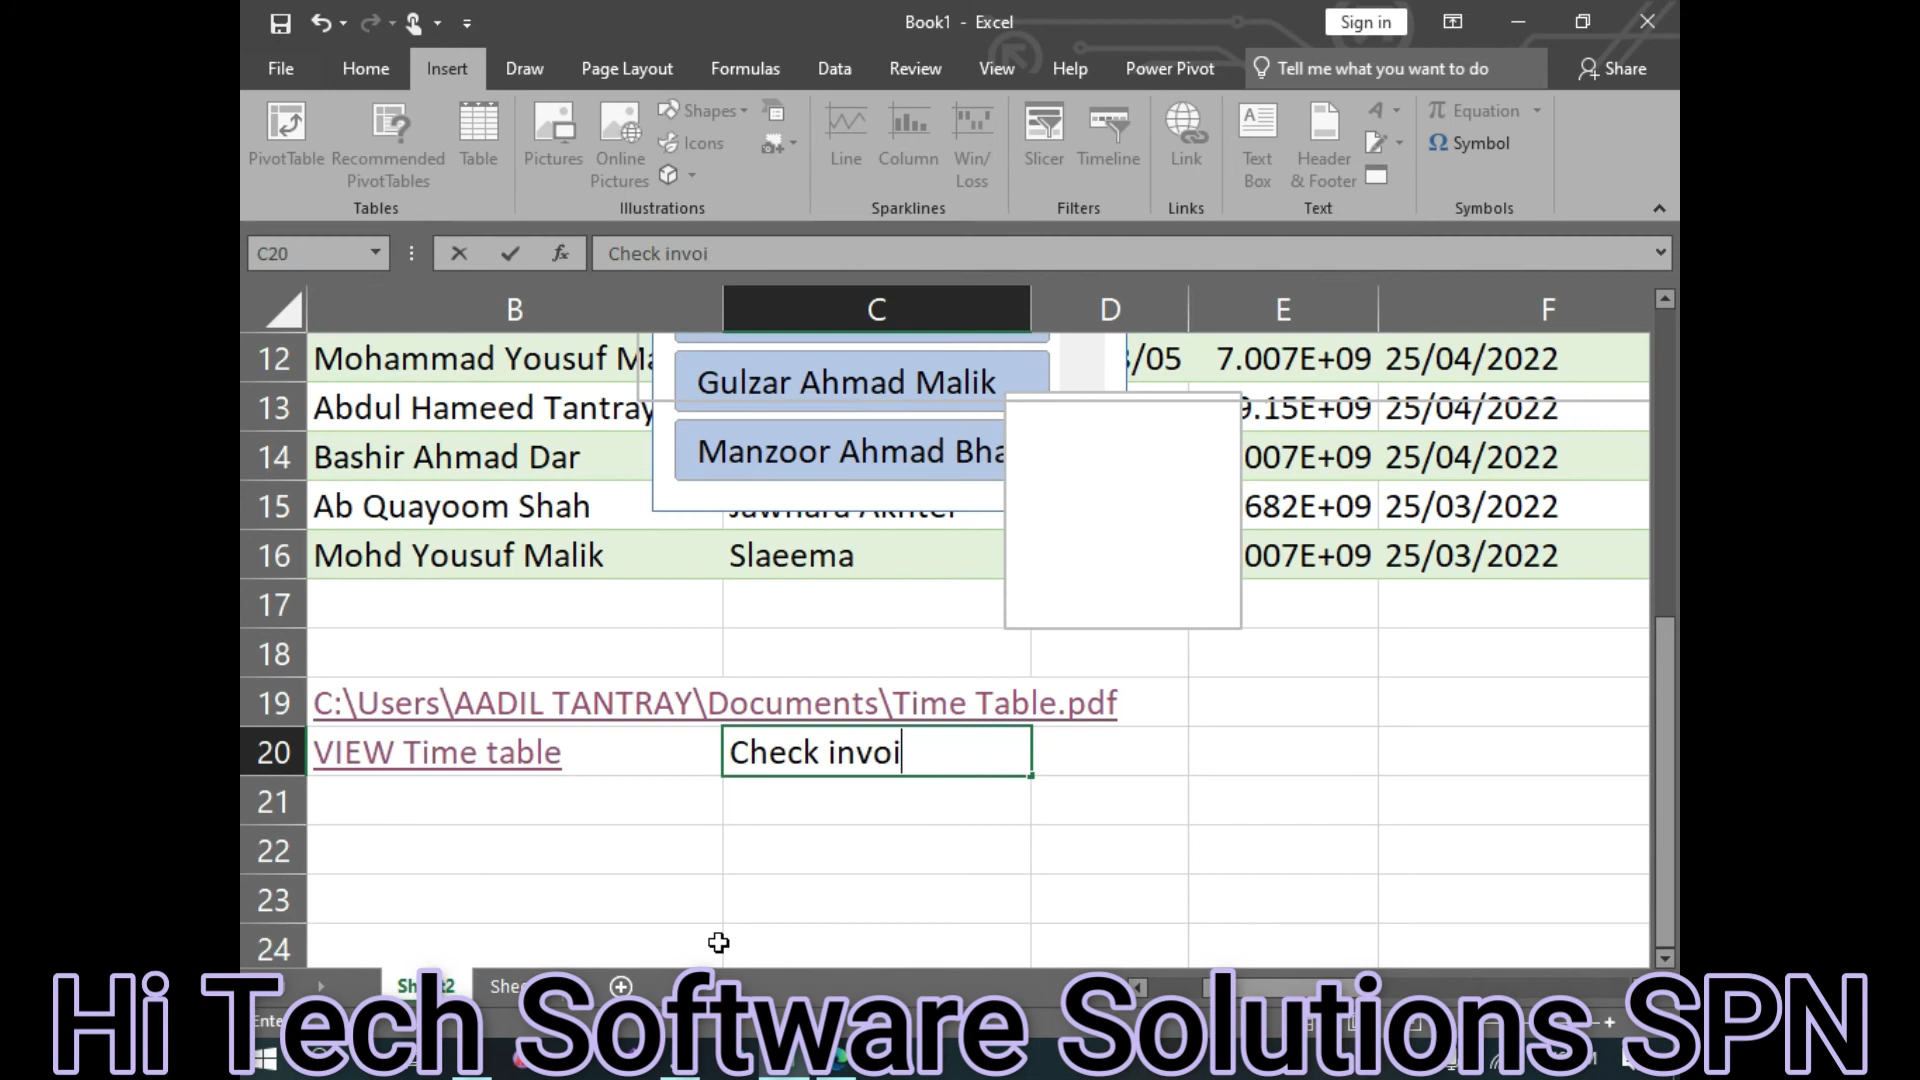 Book1 - Excel
Sign in
File Home Insert Draw Page Layout Formulas Data Review View Help Power Pivot Tell me what you want to do Share
PivotTable
Recommended PivotTables
Table
Tables
Pictures
Online Pictures
Shapes
Icons
Illustrations
Line
Column
Win/ Loss
Sparklines
Slicer
Timeline
Filters
Link
Links
Text Box
Header & Footer
Text
Equation
Symbol
Symbols
C20 fx Check invoi
B C D E F
12 Mohammad Yousuf /05 7.007E+09 25/04/2022
Gulzar Ahmad Malik
13 Abdul Hameed Tantray .15E+09 25/04/2022
Manzoor Ahmad
14 Bashir Ahmad Dar 007E+09 25/04/2022
15 Ab Quayoom Shah 682E+09 25/03/2022
16 Mohd Yousuf Malik Slaeema 007E+09 25/03/2022
17
18
19 C:\Users\AADIL TANTRAY\Documents\Time Table.pdf
20 VIEW Time table Check invoi
21
22
23
24
Hi Tech Software Solutions SPN